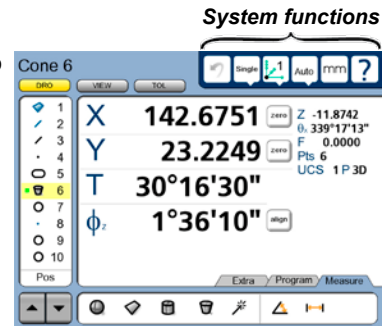 System functions
Cone 6
Single 1 Auto mm ?
DRO VIEW TOL
1
2
3
4
5
6
7
8
9
10
Pos
X 142.6751 zero
Y 23.2249 zero
T 30°16'30"
ϕz 1°36'10" align
Z -11.8742
θz 339°17'13"
F 0.0000
Pts 6
UCS 1 P 3D
Extra Program Measure